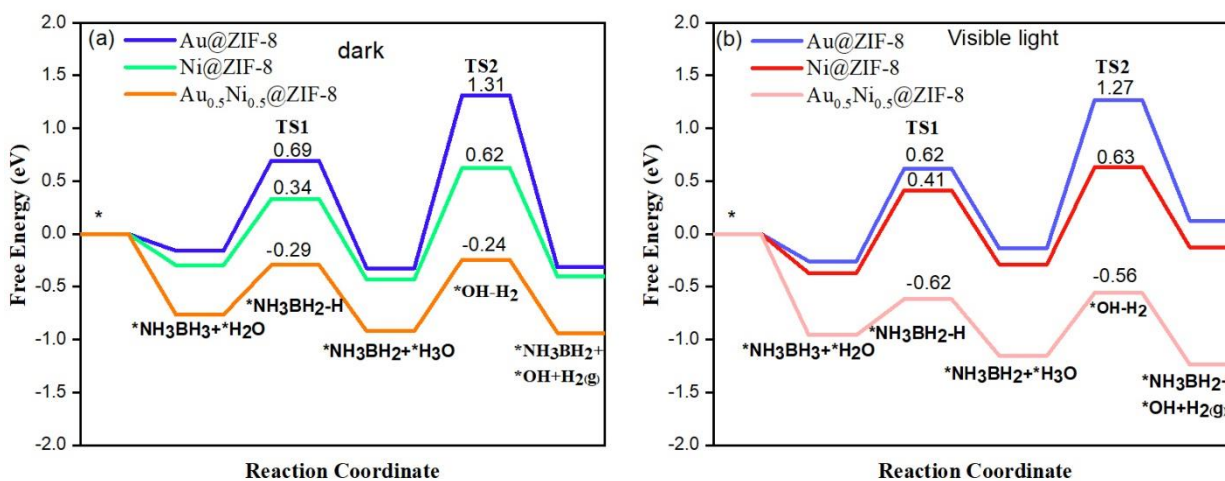 (a)
dark
Au@ZIF-8
Ni@ZIF-8
Au0.5Ni0.5@ZIF-8
TS1
0.69
0.34
-0.29
TS2
1.31
0.62
-0.24
*
*NH3BH3+*H2O
*NH3BH2-H
*NH3BH2+*H3O
*OH-H2
*NH3BH2+
*OH+H2(g)
2.0
1.5
1.0
0.5
0.0
-0.5
-1.0
-1.5
-2.0
Free Energy (eV)
Reaction Coordinate
(b)
Visible light
Au@ZIF-8
Ni@ZIF-8
Au0.5Ni0.5@ZIF-8
TS1
0.62
0.41
-0.62
TS2
1.27
0.63
-0.56
*
*NH3BH3+*H2O
*NH3BH2-H
*NH3BH2+*H3O
*OH-H2
*NH3BH2+
*OH+H2(g)
2.0
1.5
1.0
0.5
0.0
-0.5
-1.0
-1.5
-2.0
Free Energy (eV)
Reaction Coordinate